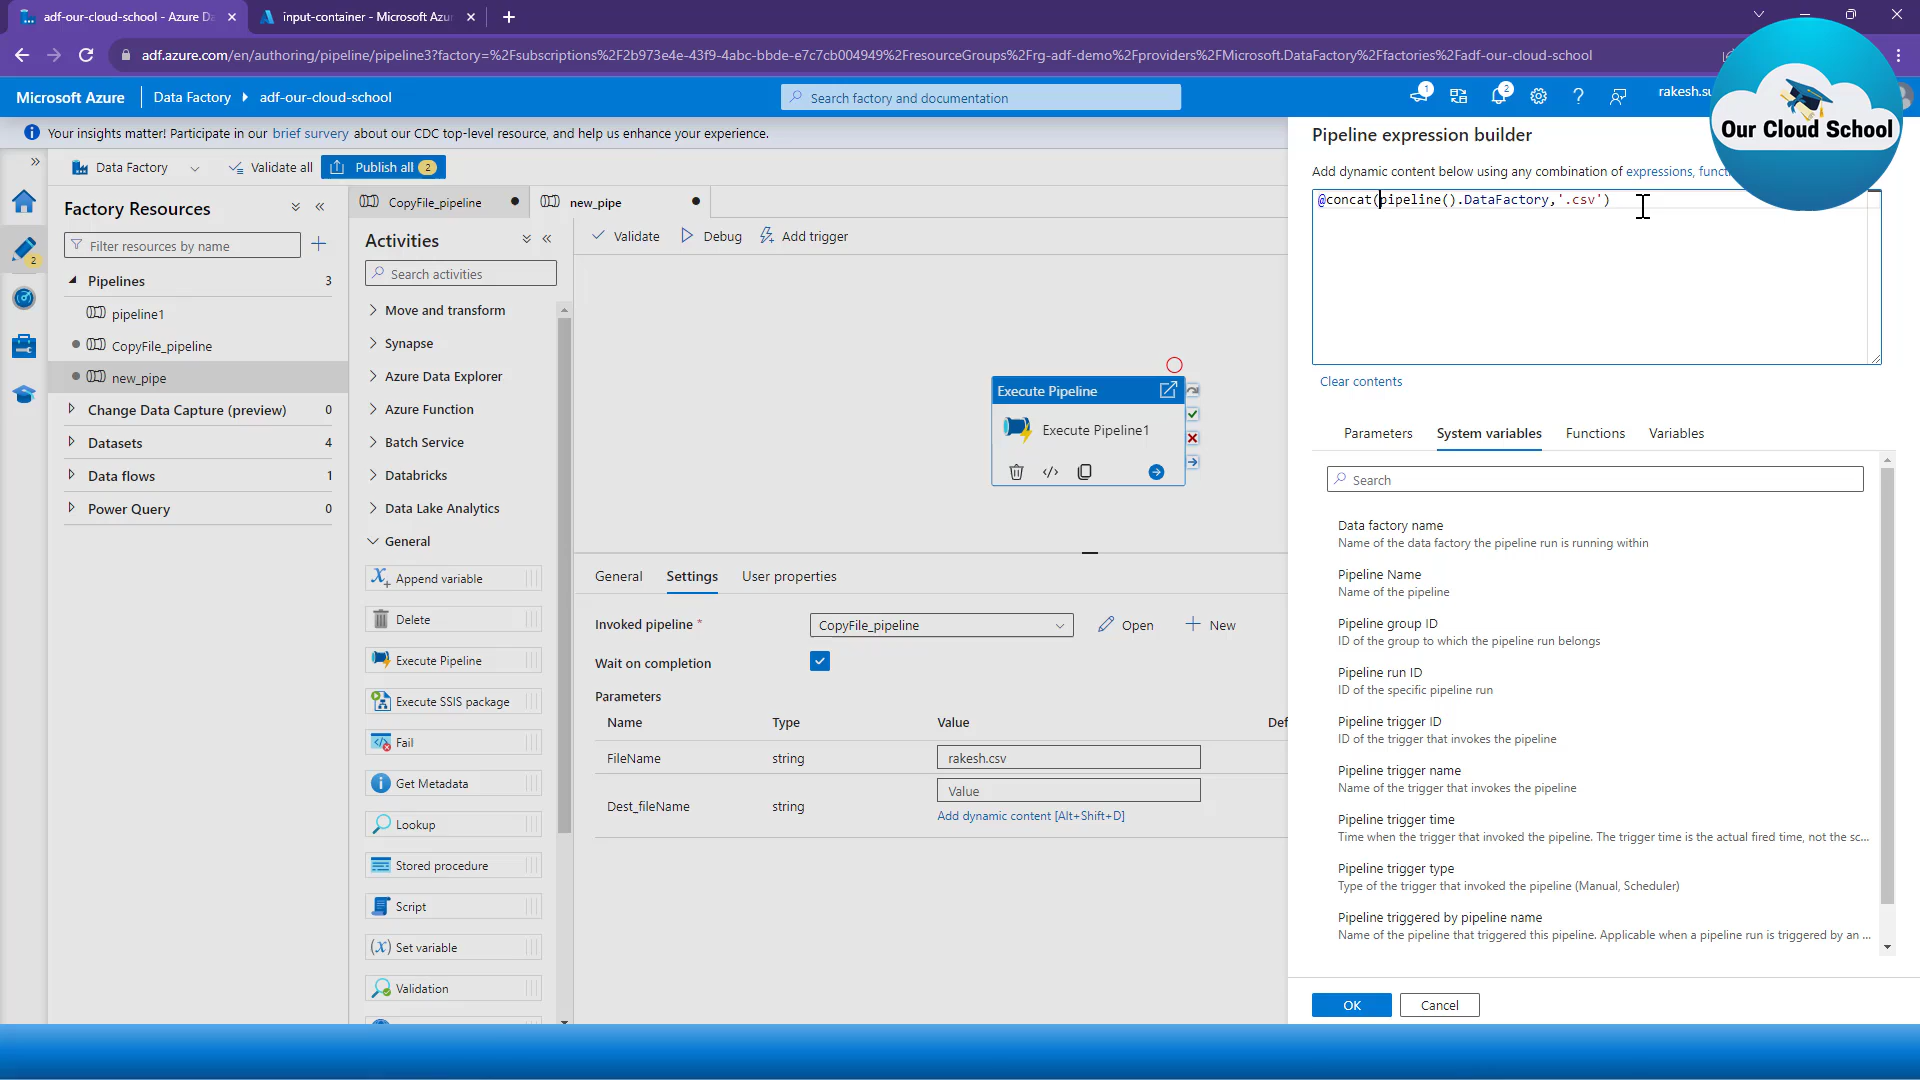 adf-our-cloud-school - Azure Da
input-container - Microsoft Azu
adf.azure.com/en/authoring/pipeline/pipeline3?factory=%2Fsubscriptions%2F2b973e4e-43f9-4abc-bbde-e7c7cb004949%2FresourceGroups%2Frg-adf-demo%2Fproviders%2FMicrosoft.DataFactory%2Ffactories%2Fadf-our-cloud-school
Microsoft Azure
Data Factory
adf-our-cloud-school
Search factory and documentation
1
2
rakesh.su
Our Cloud School
Your insights matter! Participate in our brief survey about our CDC top-level resource, and help us enhance your experience.
Data Factory
Validate all
Publish all 2
Factory Resources
Filter resources by name
2
Pipelines 3
pipeline1
CopyFile_pipeline
new_pipe
Change Data Capture (preview) 0
Datasets 4
Data flows 1
Power Query 0
CopyFile_pipeline
new_pipe
Activities
Search activities
Move and transform
Synapse
Azure Data Explorer
Azure Function
Batch Service
Databricks
Data Lake Analytics
General
Append variable
Delete
Execute Pipeline
Execute SSIS package
Fail
Get Metadata
Lookup
Stored procedure
Script
Set variable
Validation
Validate
Debug
Add trigger
Execute Pipeline
Execute Pipeline1
General
Settings
User properties
Invoked pipeline *
CopyFile_pipeline
Open
New
Wait on completion
Parameters
Name Type Value Def
FileName string rakesh.csv
Dest_fileName string Value
Add dynamic content [Alt+Shift+D]
Pipeline expression builder
Add dynamic content below using any combination of expressions, functi
@concat(pipeline().DataFactory,'.csv')
Clear contents
Parameters
System variables
Functions
Variables
Search
Data factory name
Name of the data factory the pipeline run is running within
Pipeline Name
Name of the pipeline
Pipeline group ID
ID of the group to which the pipeline run belongs
Pipeline run ID
ID of the specific pipeline run
Pipeline trigger ID
ID of the trigger that invokes the pipeline
Pipeline trigger name
Name of the trigger that invokes the pipeline
Pipeline trigger time
Time when the trigger that invoked the pipeline. The trigger time is the actual fired time, not the sc...
Pipeline trigger type
Type of the trigger that invoked the pipeline (Manual, Scheduler)
Pipeline triggered by pipeline name
Name of the pipeline that triggered this pipeline. Applicable when a pipeline run is triggered by an ...
OK
Cancel